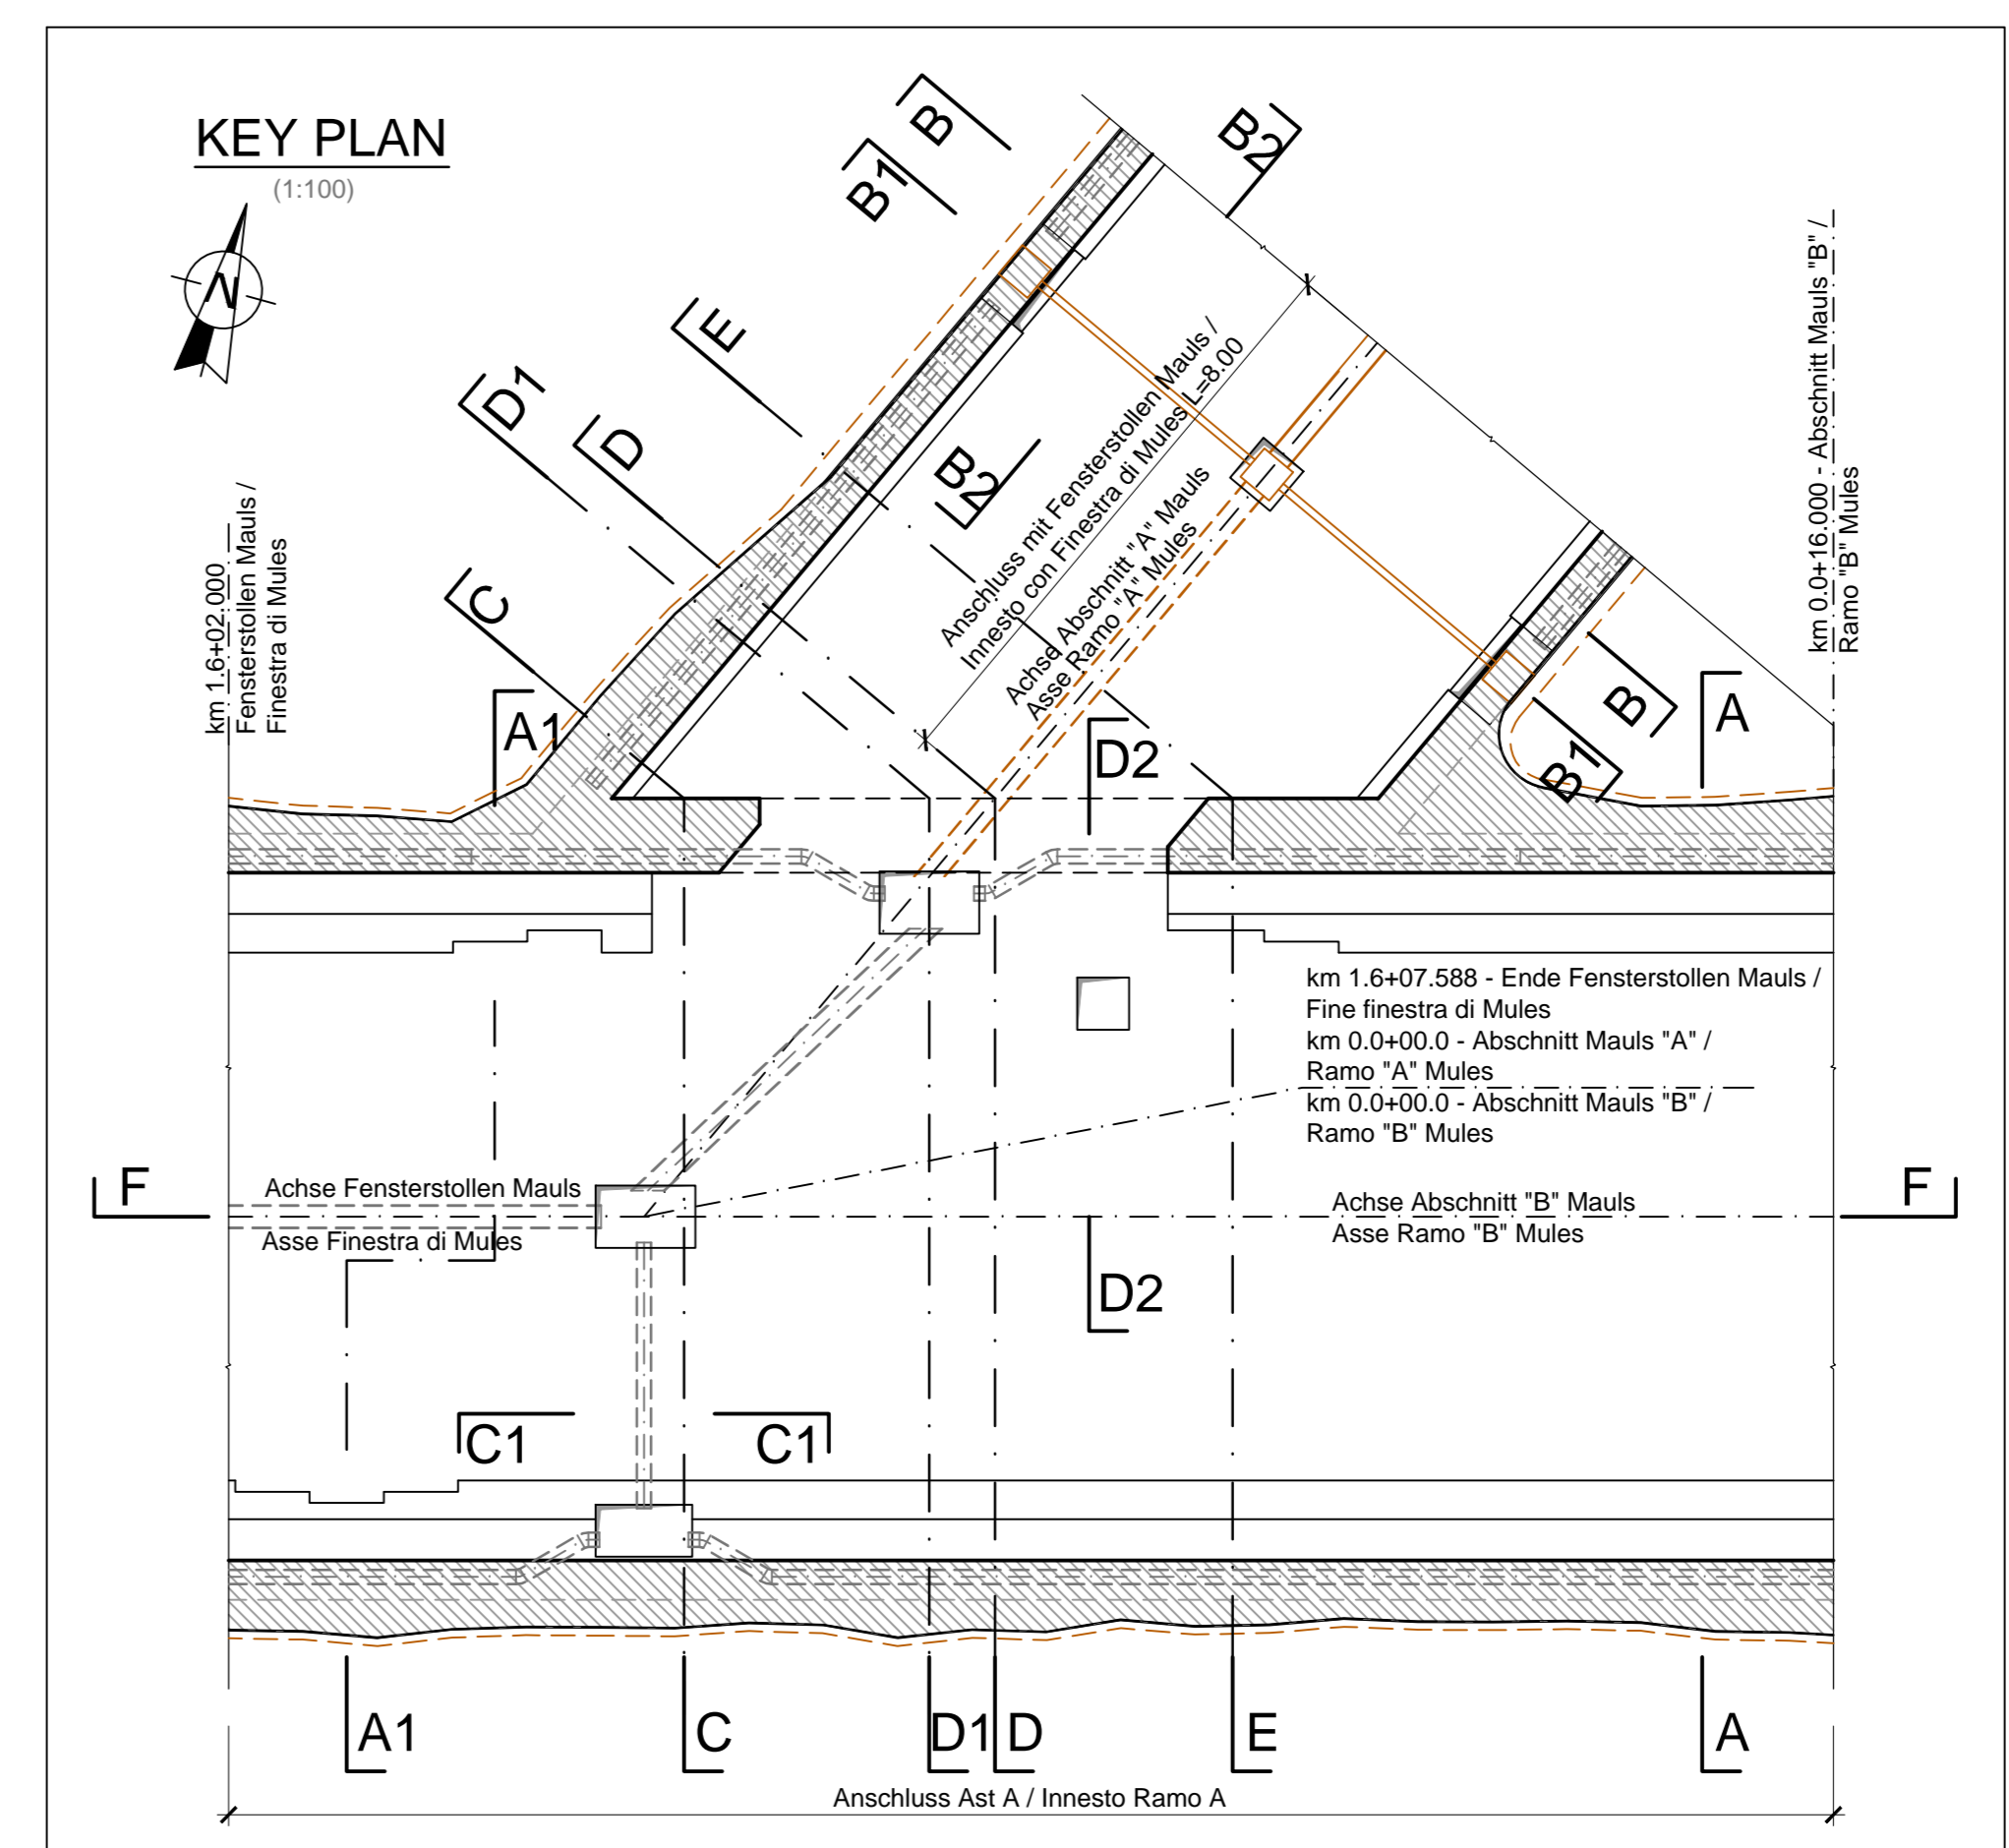 KEY PLAN
(1:100)
N
B
B1
B2
E
D1
D
C
B2
A1
km 1.6+02.000
Fensterstollen Mauls /
Finestra di Mules
Anschluss mit Fensterstollen Mauls /
Innesto con Finestra di Mules L=8.00
Achse Abschnitt "A" Mauls
Asse Ramo "A" Mules
km 0.0+16.000 - Abschnitt Mauls "B" /
Ramo "B" Mules
B
B1
A
D2
km 1.6+07.588 - Ende Fensterstollen Mauls /
Fine finestra di Mules
km 0.0+00.0 - Abschnitt Mauls "A" /
Ramo "A" Mules
km 0.0+00.0 - Abschnitt Mauls "B" /
Ramo "B" Mules
F
Achse Fensterstollen Mauls
Asse Finestra di Mules
Achse Abschnitt "B" Mauls
Asse Ramo "B" Mules
F
D2
C1
C1
A1
C
D1
D
E
A
Anschluss Ast A / Innesto Ramo A